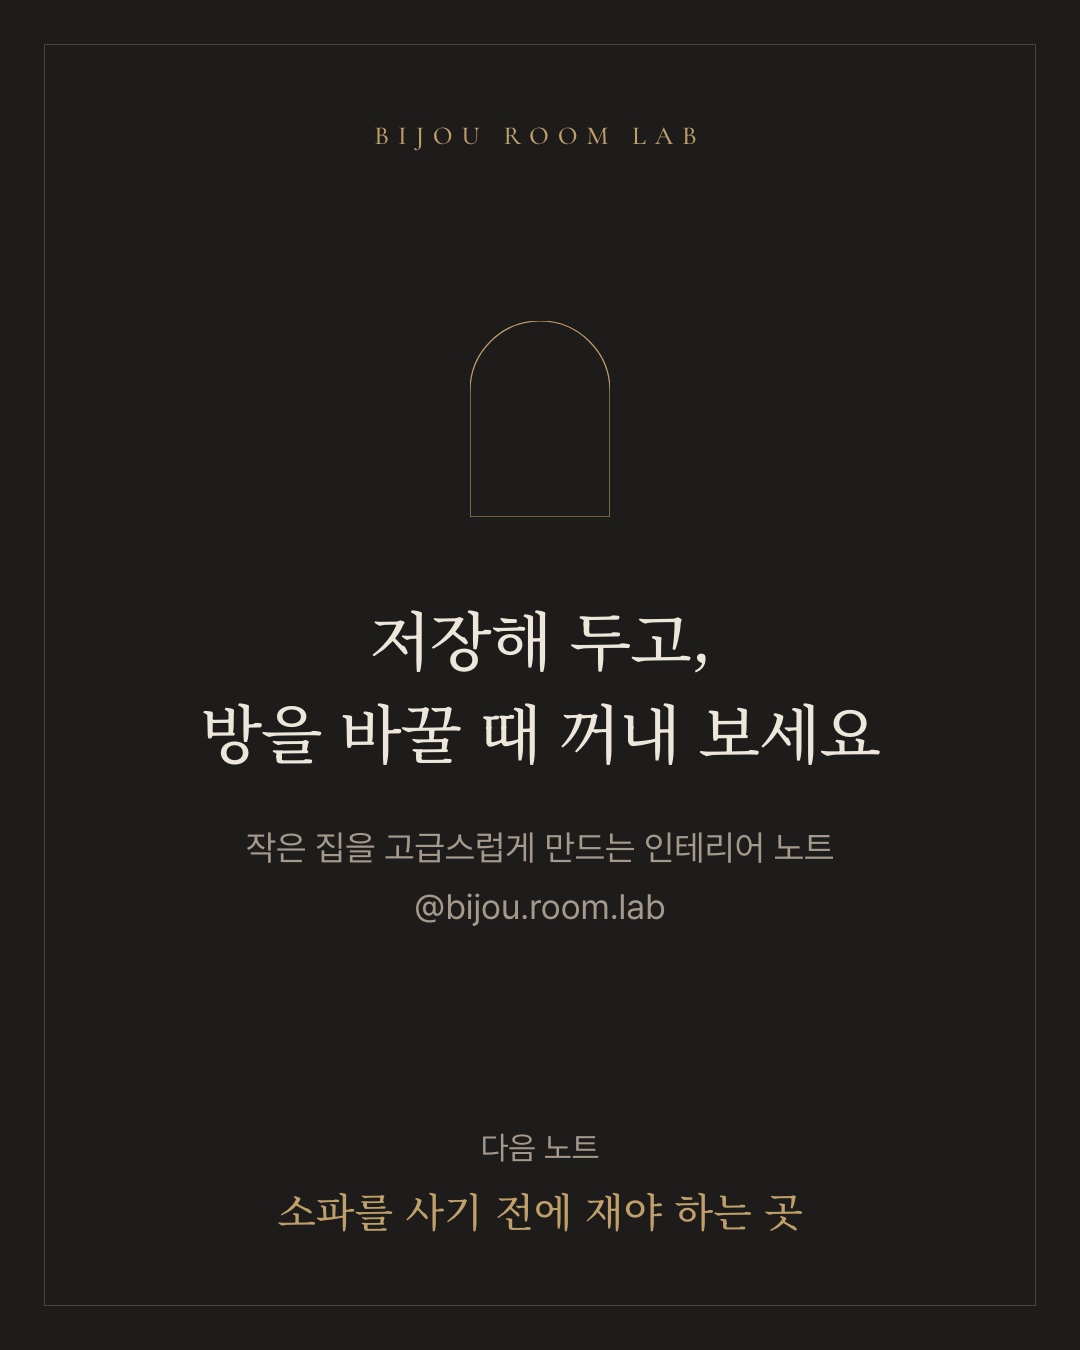 BIJOU ROOM LAB
저장해 두고,
방을 바꿀 때 꺼내 보세요
작은 집을 고급스럽게 만드는 인테리어 노트
@bijou.room.lab
다음 노트
소파를 사기 전에 재야 하는 곳